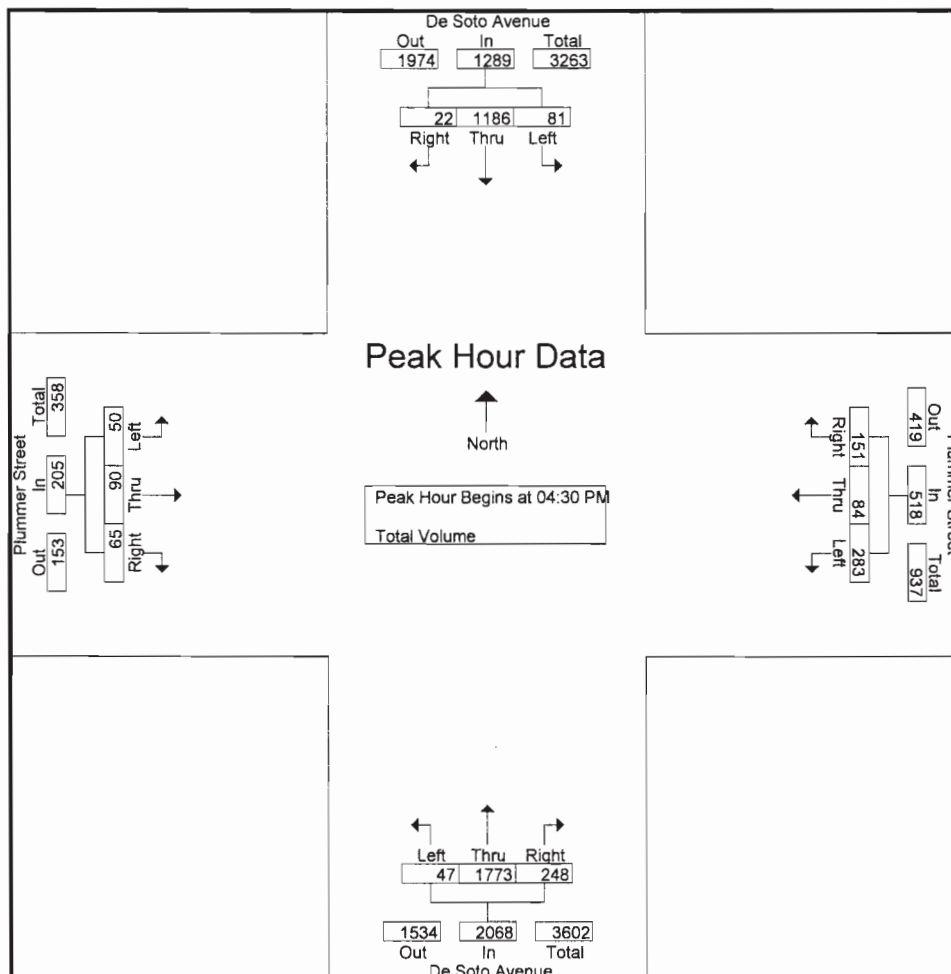 De Soto Avenue
Out In Total
1974 1289 3263
22 1186 81
Right Thru Left
Peak Hour Data
North
Peak Hour Begins at 04:30 PM
Total Volume
Plummer Street
Out In Total
153 205 358
65 90 50
Right Thru Left
Out In Total
419 518 937
151 84 283
Right Thru Left
Left Thru Right
47 1773 248
1534 2068 3602
Out In Total
De Soto Avenue